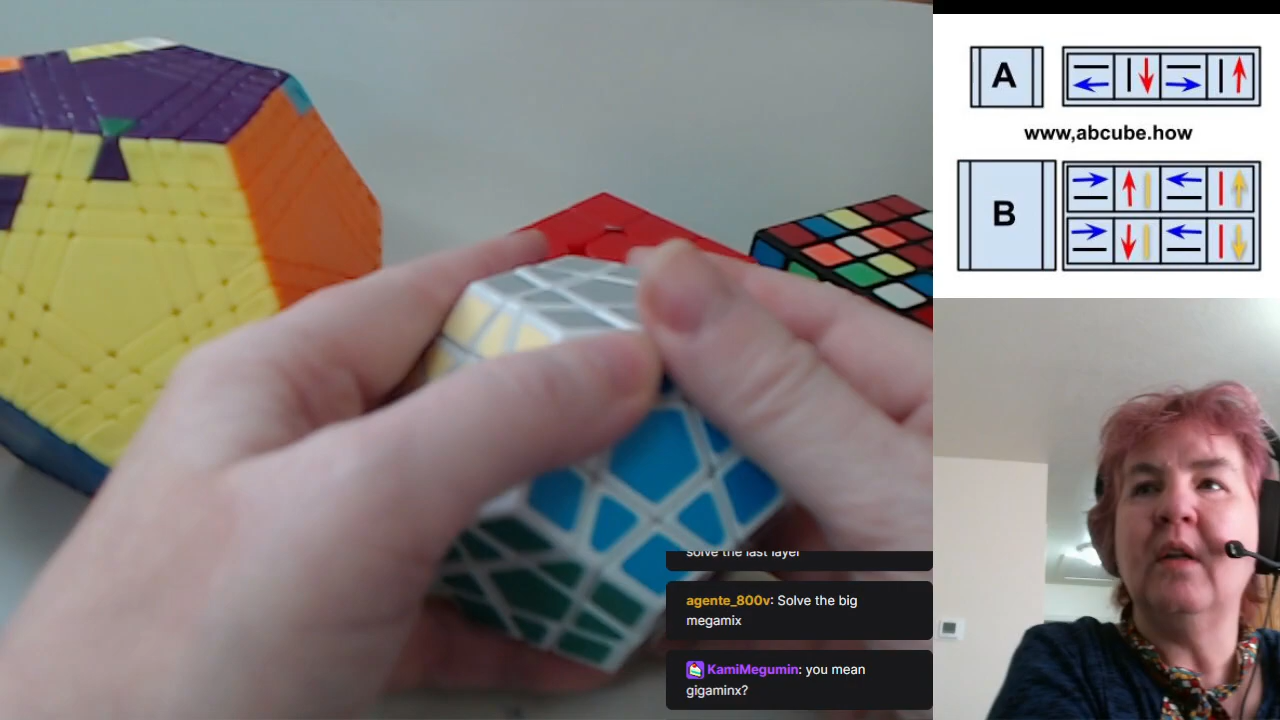 A
www,abcube.how
B
solve the last layer
agente_800v: Solve the big
megamix
KamiMegumin: you mean
gigaminx?